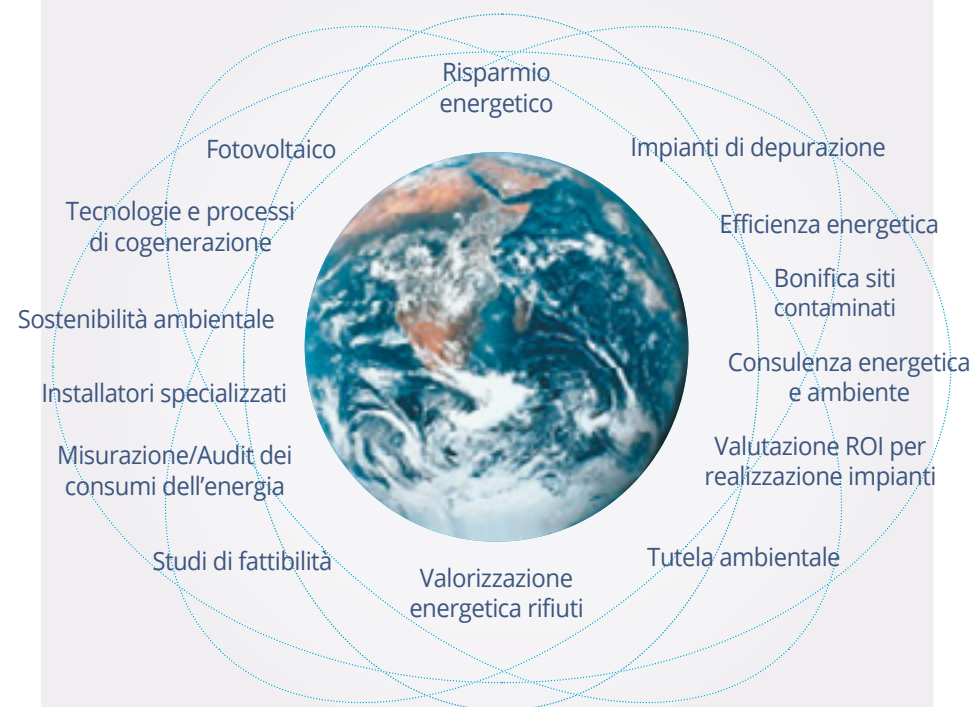 Risparmio
energetico
Fotovoltaico
Impianti di depurazione
Tecnologie e processi
di cogenerazione
Efficienza energetica
Bonifica siti
contaminati
Sostenibilità ambientale
Consulenza energetica
e ambiente
Installatori specializzati
Misurazione/Audit dei
consumi dell’energia
Valutazione ROI per
realizzazione impianti
Studi di fattibilità
Tutela ambientale
Valorizzazione
energetica rifiuti